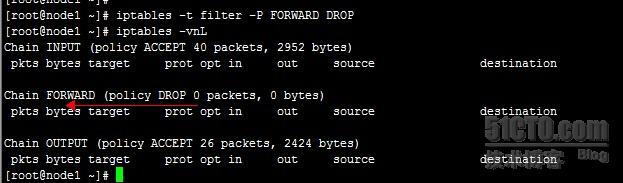 [root@node1 ~]#
[root@node1 ~]# iptables -t filter -P FORWARD DROP
[root@node1 ~]# iptables -vnL
Chain INPUT (policy ACCEPT 40 packets, 2952 bytes)
pkts bytes target prot opt in out source destination
Chain FORWARD (policy DROP 0 packets, 0 bytes)
pkts bytes target prot opt in out source destination
Chain OUTPUT (policy ACCEPT 26 packets, 2424 bytes)
pkts bytes target prot opt in out source destination
[root@node1 ~]#
51CTO.com
技术博客 Blog